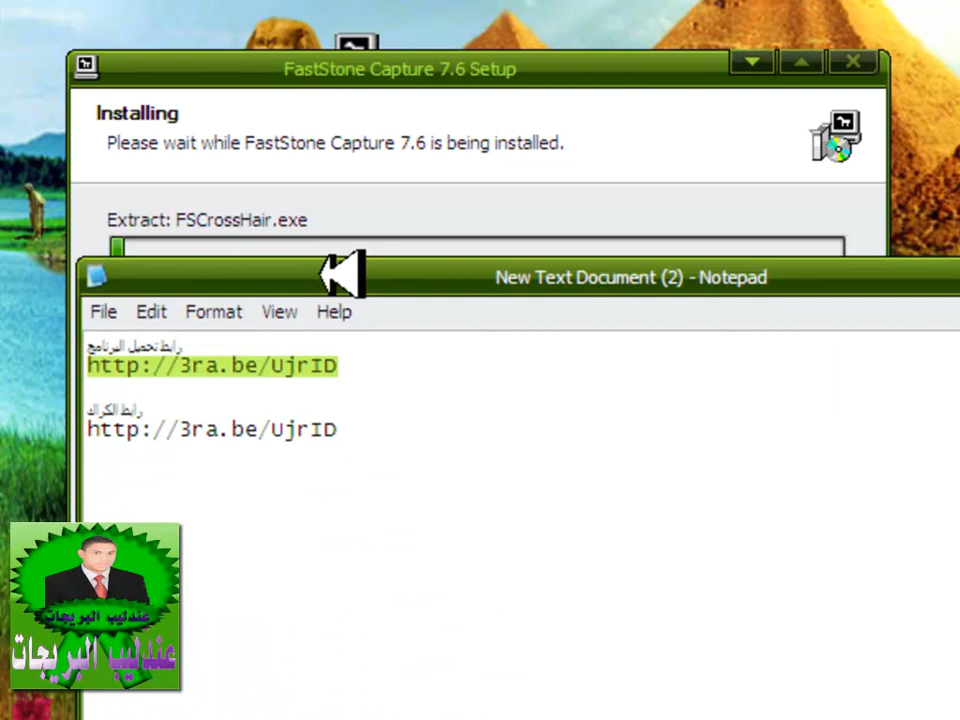 FastStone Capture 7.6 Setup
Installing
Please wait while FastStone Capture 7.6 is being installed.
Extract: FSCrossHair.exe
New Text Document (2) - Notepad
File Edit Format View Help
رابط تحميل البرنامج
http://3ra.be/UjrID
رابط الكراك
http://3ra.be/UjrID
عندليب البريجات
عندليب البريجات